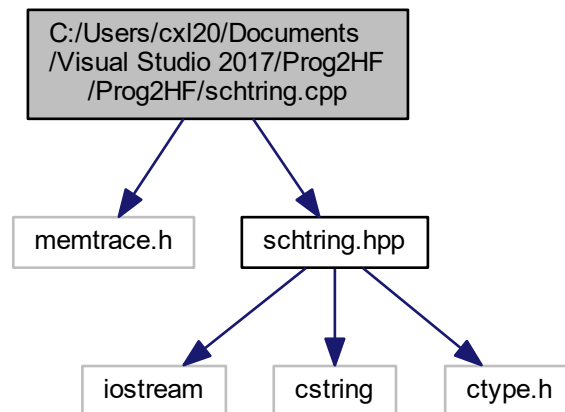 C:/Users/cxl20/Documents
/Visual Studio 2017/Prog2HF
/Prog2HF/schtring.cpp
memtrace.h
schtring.hpp
iostream
cstring
ctype.h